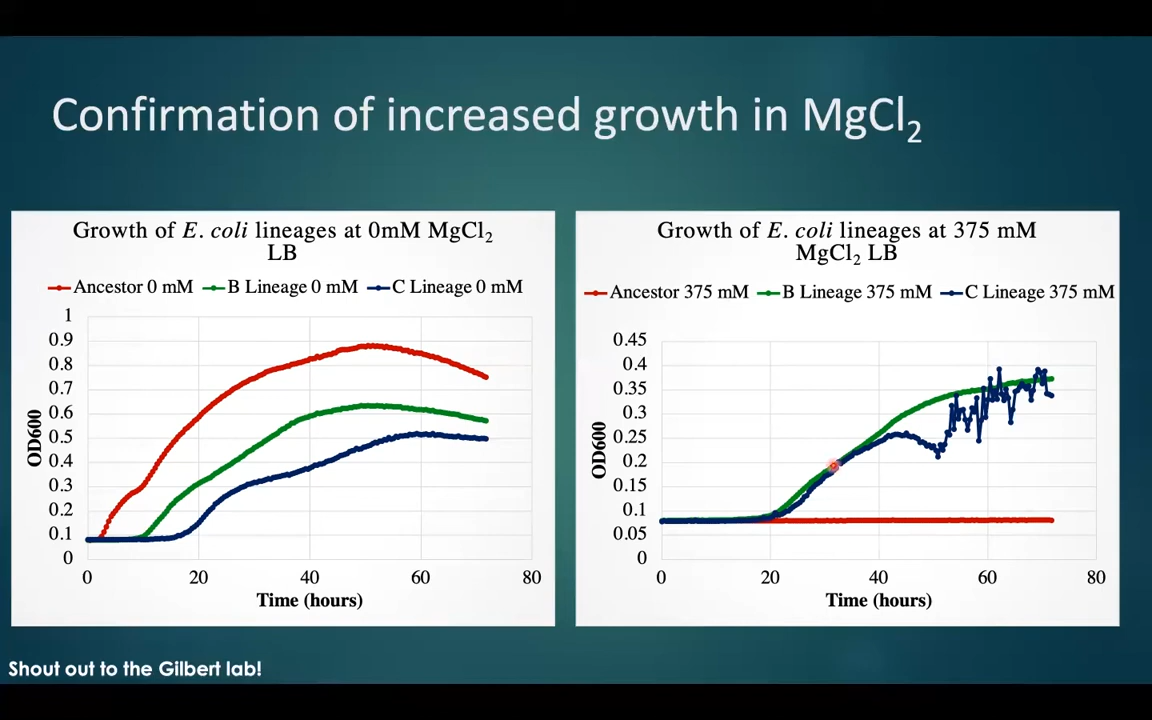 Confirmation of increased growth in MgCl₂
Growth of E. coli lineages at 0mM MgCl₂
LB
Ancestor 0 mM B Lineage 0 mM C Lineage 0 mM
1
0.9
0.8
0.7
0.6
0.5
0.4
0.3
0.2
0.1
0
OD600
0 20 40 60 80
Time (hours)
Growth of E. coli lineages at 375 mM
MgCl₂ LB
Ancestor 375 mM B Lineage 375 mM C Lineage 375 mM
0.45
0.4
0.35
0.3
0.25
0.2
0.15
0.1
0.05
0
OD600
0 20 40 60 80
Time (hours)
Shout out to the Gilbert lab!